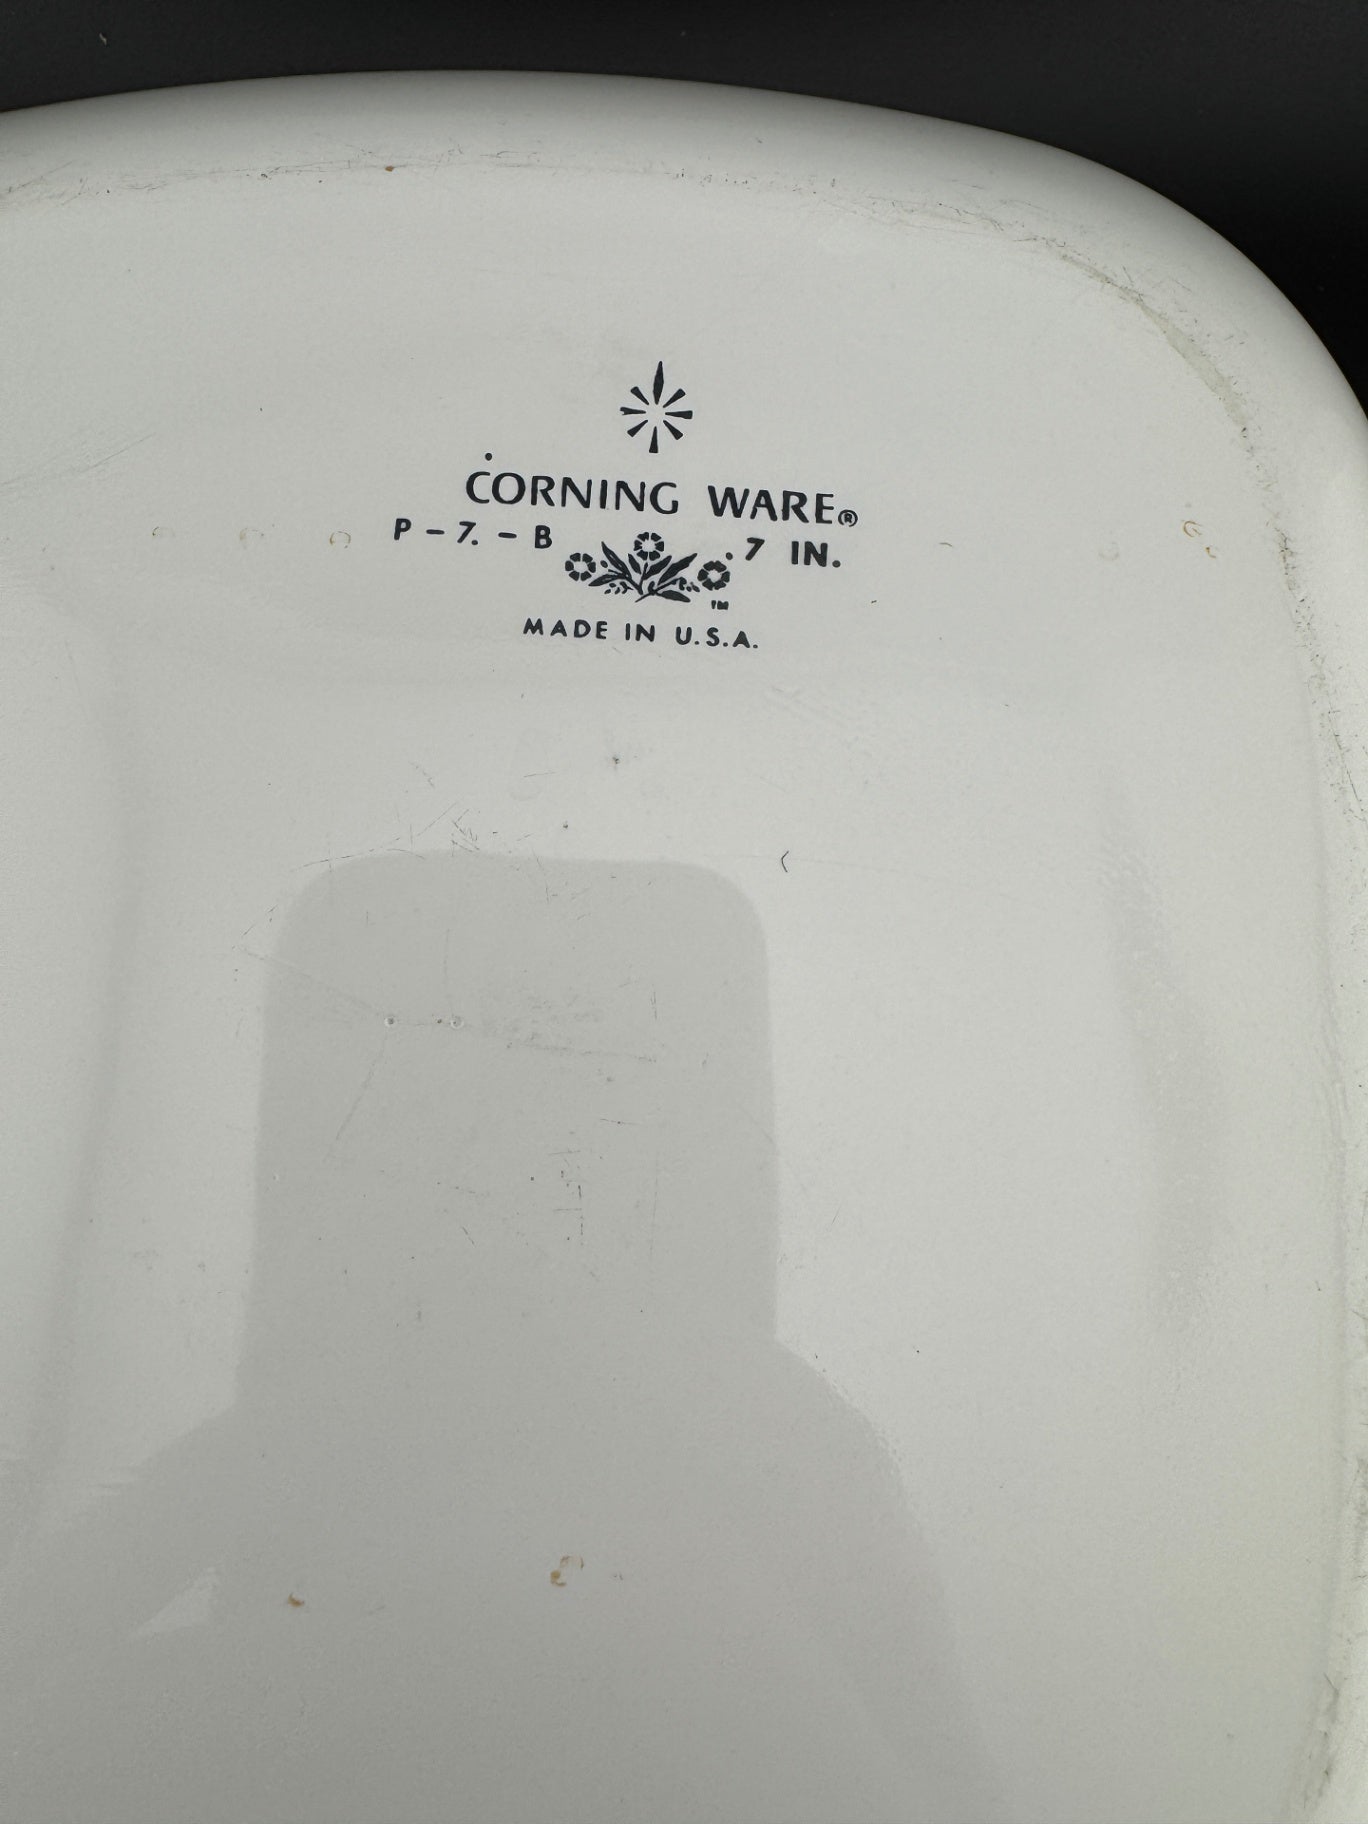 CORNING WARE®
P - 7. - B . 7 IN.
TM
MADE IN U.S.A.